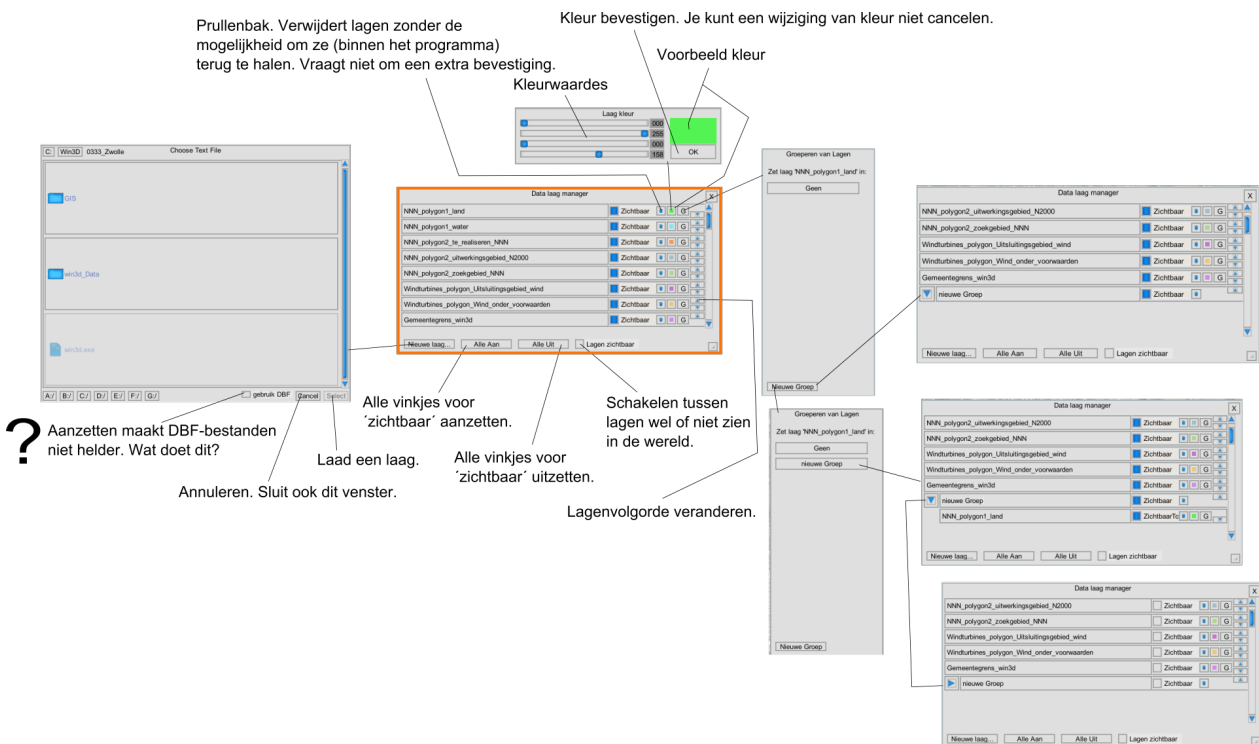 Prullenbak. Verwijdert lagen zonder de
mogelijkheid om ze (binnen het programma)
terug te halen. Vraagt niet om een extra bevestiging.
Kleur bevestigen. Je kunt een wijziging van kleur niet cancelen.
Voorbeeld kleur
Kleurwaardes
Laag kleur
000
255
000
158
OK
C: Win3D 0333_Zwolle Choose Text File
GIS
win3d_Data
win3d.exe
A:/ B:/ C:/ D:/ E:/ F:/ G:/ gebruik DBF Cancel Select
?
Aanzetten maakt DBF-bestanden
niet helder. Wat doet dit?
Annuleren. Sluit ook dit venster.
Laad een laag.
Data laag manager X
NNN_polygon1_land Zichtbaar G
NNN_polygon1_water Zichtbaar G
NNN_polygon2_te_realiseren_NNN Zichtbaar G
NNN_polygon2_uitwerkingsgebied_N2000 Zichtbaar G
NNN_polygon2_zoekgebied_NNN Zichtbaar G
Windturbines_polygon_Uitsluitingsgebied_wind Zichtbaar G
Windturbines_polygon_Wind_onder_voorwaarden Zichtbaar G
Gemeentegrens_win3d Zichtbaar G
Nieuwe laag... Alle Aan Alle Uit Lagen zichtbaar
Alle vinkjes voor
´zichtbaar´ aanzetten.
Alle vinkjes voor
´zichtbaar´ uitzetten.
Schakelen tussen
lagen wel of niet zien
in de wereld.
Lagenvolgorde veranderen.
Groeperen van Lagen
Zet laag 'NNN_polygon1_land' in:
Geen
Nieuwe Groep
Groeperen van Lagen
Zet laag 'NNN_polygon1_land' in:
Geen
nieuwe Groep
Nieuwe Groep
Data laag manager X
NNN_polygon2_uitwerkingsgebied_N2000 Zichtbaar G
NNN_polygon2_zoekgebied_NNN Zichtbaar G
Windturbines_polygon_Uitsluitingsgebied_wind Zichtbaar G
Windturbines_polygon_Wind_onder_voorwaarden Zichtbaar G
Gemeentegrens_win3d Zichtbaar G
nieuwe Groep Zichtbaar
Nieuwe laag... Alle Aan Alle Uit Lagen zichtbaar
Data laag manager X
NNN_polygon2_uitwerkingsgebied_N2000 Zichtbaar G
NNN_polygon2_zoekgebied_NNN Zichtbaar G
Windturbines_polygon_Uitsluitingsgebied_wind Zichtbaar G
Windturbines_polygon_Wind_onder_voorwaarden Zichtbaar G
Gemeentegrens_win3d Zichtbaar G
nieuwe Groep Zichtbaar
NNN_polygon1_land ZichtbaarTc G
Nieuwe laag... Alle Aan Alle Uit Lagen zichtbaar
Data laag manager X
NNN_polygon2_uitwerkingsgebied_N2000 Zichtbaar G
NNN_polygon2_zoekgebied_NNN Zichtbaar G
Windturbines_polygon_Uitsluitingsgebied_wind Zichtbaar G
Windturbines_polygon_Wind_onder_voorwaarden Zichtbaar G
Gemeentegrens_win3d Zichtbaar G
nieuwe Groep Zichtbaar
Nieuwe laag... Alle Aan Alle Uit Lagen zichtbaar